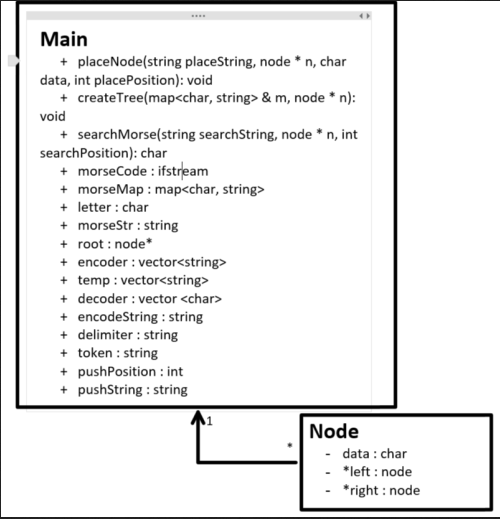 Main
+ placeNode(string placeString, node * n, char
data, int placePosition): void
+ createTree(map<char, string> & m, node * n):
void
+ searchMorse(string searchString, node * n, int
searchPosition): char
+ morseCode : ifstream
+ morseMap : map<char, string>
+ letter : char
+ morseStr : string
+ root : node*
+ encoder : vector<string>
+ temp : vector<string>
+ decoder : vector <char>
+ encodeString : string
+ delimiter : string
+ token : string
+ pushPosition : int
+ pushString : string
1
*
Node
- data : char
- *left : node
- *right : node